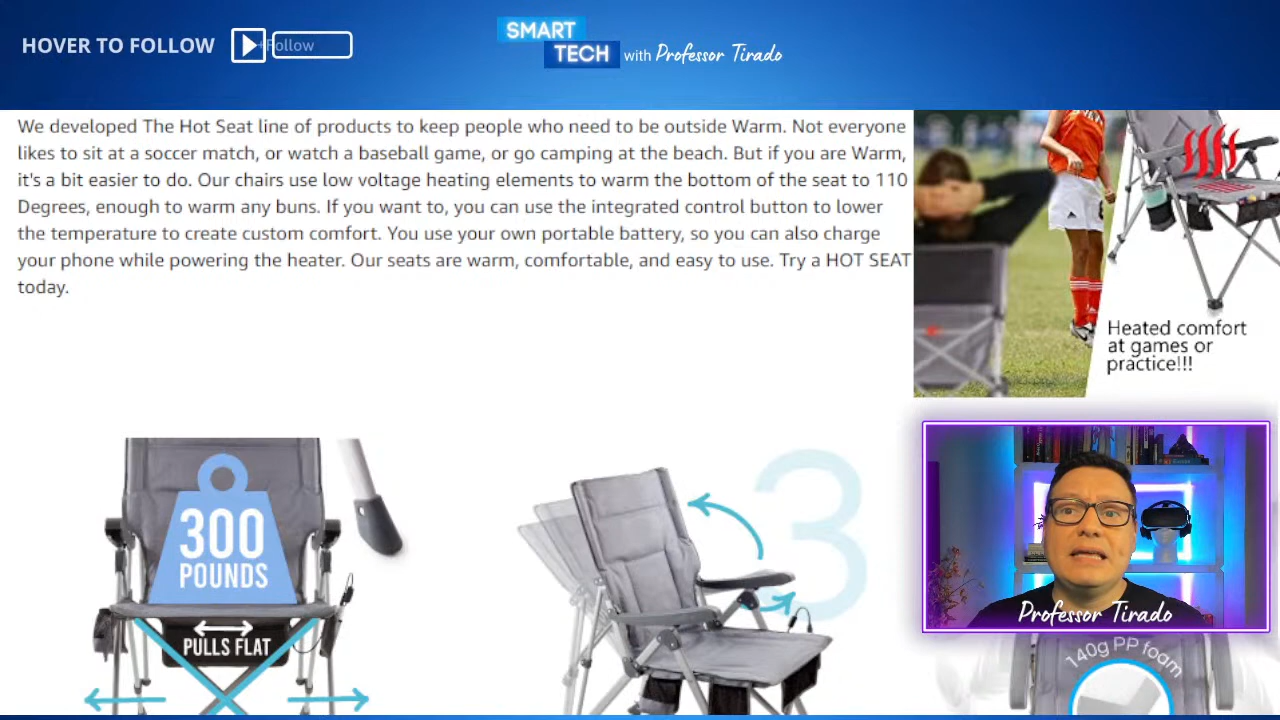 HOVER TO FOLLOW
+Follow
SMART
TECH with Professor Tirado
We developed The Hot Seat line of products to keep people who need to be outside Warm. Not everyone
likes to sit at a soccer match, or watch a baseball game, or go camping at the beach. But if you are Warm,
it's a bit easier to do. Our chairs use low voltage heating elements to warm the bottom of the seat to 110
Degrees, enough to warm any buns. If you want to, you can use the integrated control button to lower
the temperature to create custom comfort. You use your own portable battery, so you can also charge
your phone while powering the heater. Our seats are warm, comfortable, and easy to use. Try a HOT SEAT
today.
Heated comfort
at games or
practice!!!
300
POUNDS
PULLS FLAT
3
Professor Tirado
140g PP foam